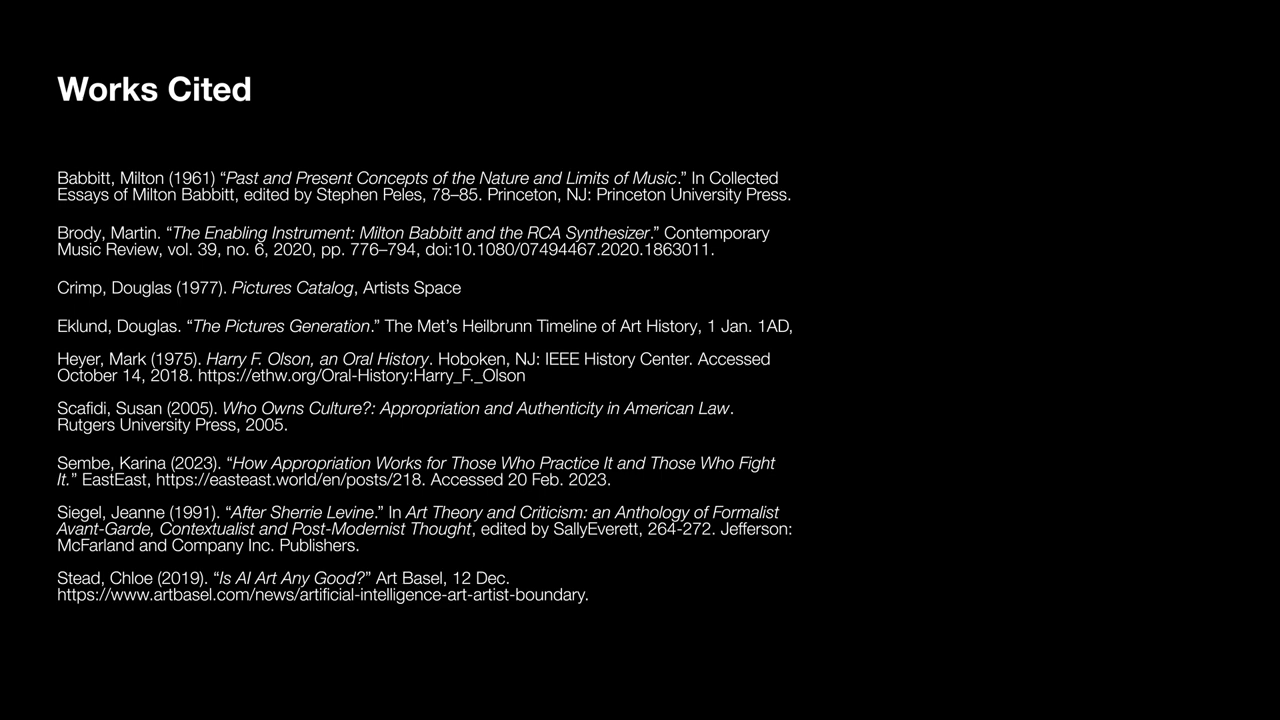 Works Cited
Babbitt, Milton (1961) “Past and Present Concepts of the Nature and Limits of Music.” In Collected
Essays of Milton Babbitt, edited by Stephen Peles, 78–85. Princeton, NJ: Princeton University Press.
Brody, Martin. “The Enabling Instrument: Milton Babbitt and the RCA Synthesizer.” Contemporary
Music Review, vol. 39, no. 6, 2020, pp. 776–794, doi:10.1080/07494467.2020.1863011.
Crimp, Douglas (1977). Pictures Catalog, Artists Space
Eklund, Douglas. “The Pictures Generation.” The Met’s Heilbrunn Timeline of Art History, 1 Jan. 1AD,
Heyer, Mark (1975). Harry F. Olson, an Oral History. Hoboken, NJ: IEEE History Center. Accessed
October 14, 2018. https://ethw.org/Oral-History:Harry_F._Olson
Scafidi, Susan (2005). Who Owns Culture?: Appropriation and Authenticity in American Law.
Rutgers University Press, 2005.
Sembe, Karina (2023). “How Appropriation Works for Those Who Practice It and Those Who Fight
It.” EastEast, https://easteast.world/en/posts/218. Accessed 20 Feb. 2023.
Siegel, Jeanne (1991). “After Sherrie Levine.” In Art Theory and Criticism: an Anthology of Formalist
Avant-Garde, Contextualist and Post-Modernist Thought, edited by SallyEverett, 264-272. Jefferson:
McFarland and Company Inc. Publishers.
Stead, Chloe (2019). “Is AI Art Any Good?” Art Basel, 12 Dec.
https://www.artbasel.com/news/artificial-intelligence-art-artist-boundary.